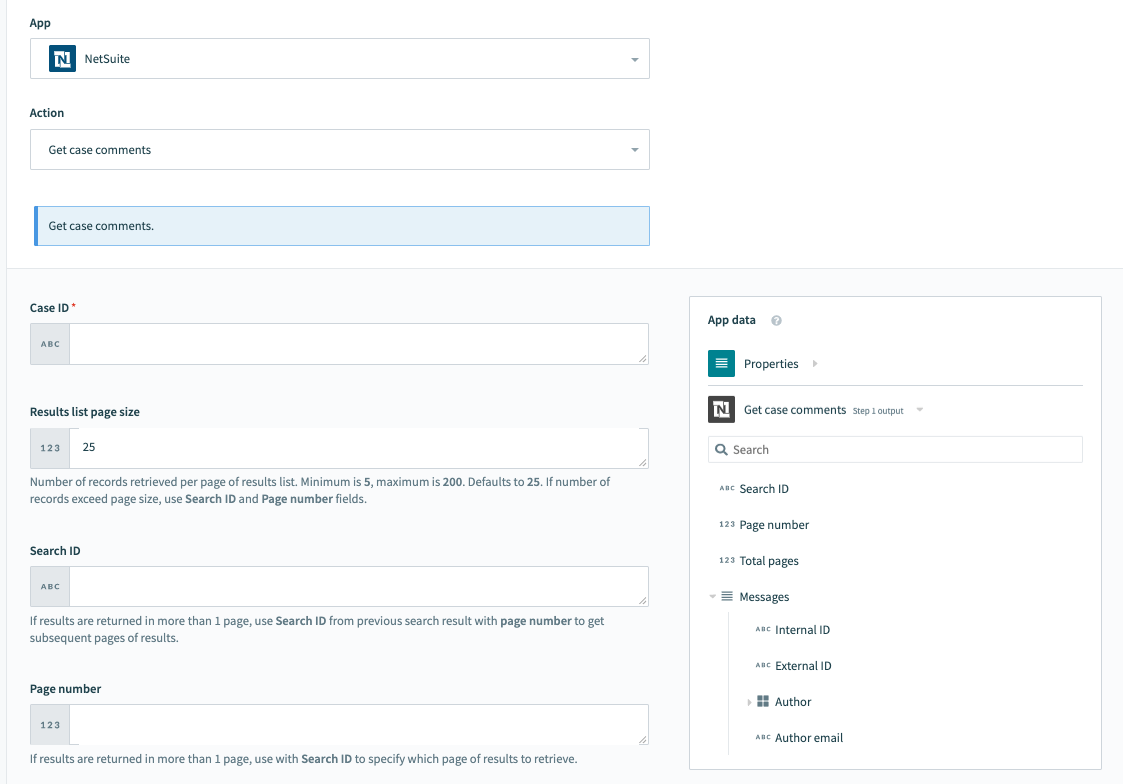 App
NetSuite
Action
Get case comments
Get case comments.
Case ID *
ABC
Results list page size
123
25
Number of records retrieved per page of results list. Minimum is 5, maximum is 200. Defaults to 25. If number of
records exceed page size, use Search ID and Page number fields.
Search ID
ABC
If results are returned in more than 1 page, use Search ID from previous search result with page number to get
subsequent pages of results.
Page number
123
If results are returned in more than 1 page, use with Search ID to specify which page of results to retrieve.
App data ?
Properties
N Get case comments Step 1 output
Search
ABC Search ID
123 Page number
123 Total pages
Messages
ABC Internal ID
ABC External ID
Author
ABC Author email